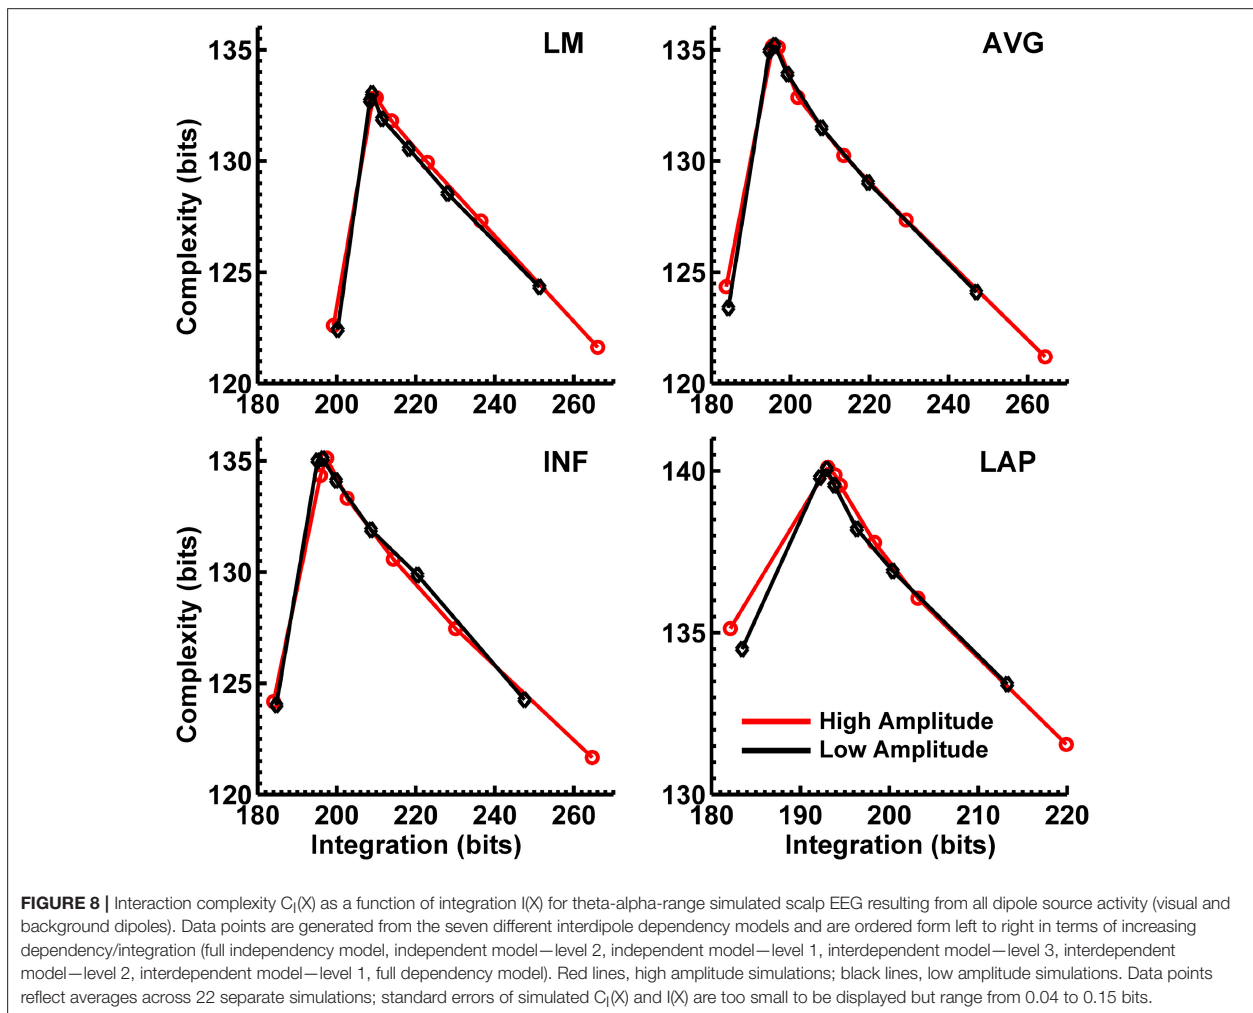 LM
Complexity (bits)
135
130
125
120
180 200 220 240 260
AVG
135
130
125
120
180 200 220 240 260
INF
Complexity (bits)
135
130
125
120
180 200 220 240 260
Integration (bits)
LAP
140
135
130
High Amplitude
Low Amplitude
180 190 200 210 220
Integration (bits)
FIGURE 8 | Interaction complexity CI(X) as a function of integration I(X) for theta-alpha-range simulated scalp EEG resulting from all dipole source activity (visual and
background dipoles). Data points are generated from the seven different interdipole dependency models and are ordered form left to right in terms of increasing
dependency/integration (full independency model, independent model—level 2, independent model—level 1, interdependent model—level 3, interdependent
model—level 2, interdependent model—level 1, full dependency model). Red lines, high amplitude simulations; black lines, low amplitude simulations. Data points
reflect averages across 22 separate simulations; standard errors of simulated CI(X) and I(X) are too small to be displayed but range from 0.04 to 0.15 bits.